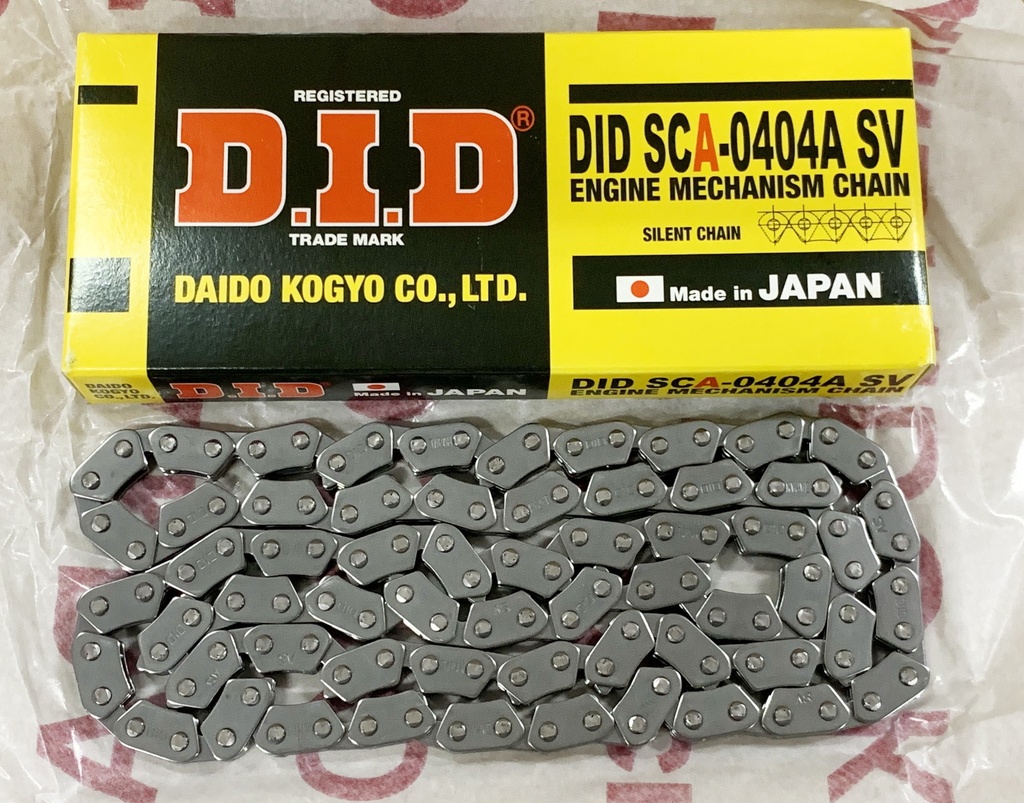 REGISTERED
D.I.D®
TRADE MARK
DAIDO KOGYO CO.,LTD.
DID SCA-0404A SV
ENGINE MECHANISM CHAIN
SILENT CHAIN
Made in JAPAN
DAIDO
KOGYO
CO.,LTD.
D.I.D
Made in JAPAN
DID SCA-0404A SV
ENGINE MECHANISM CHAIN